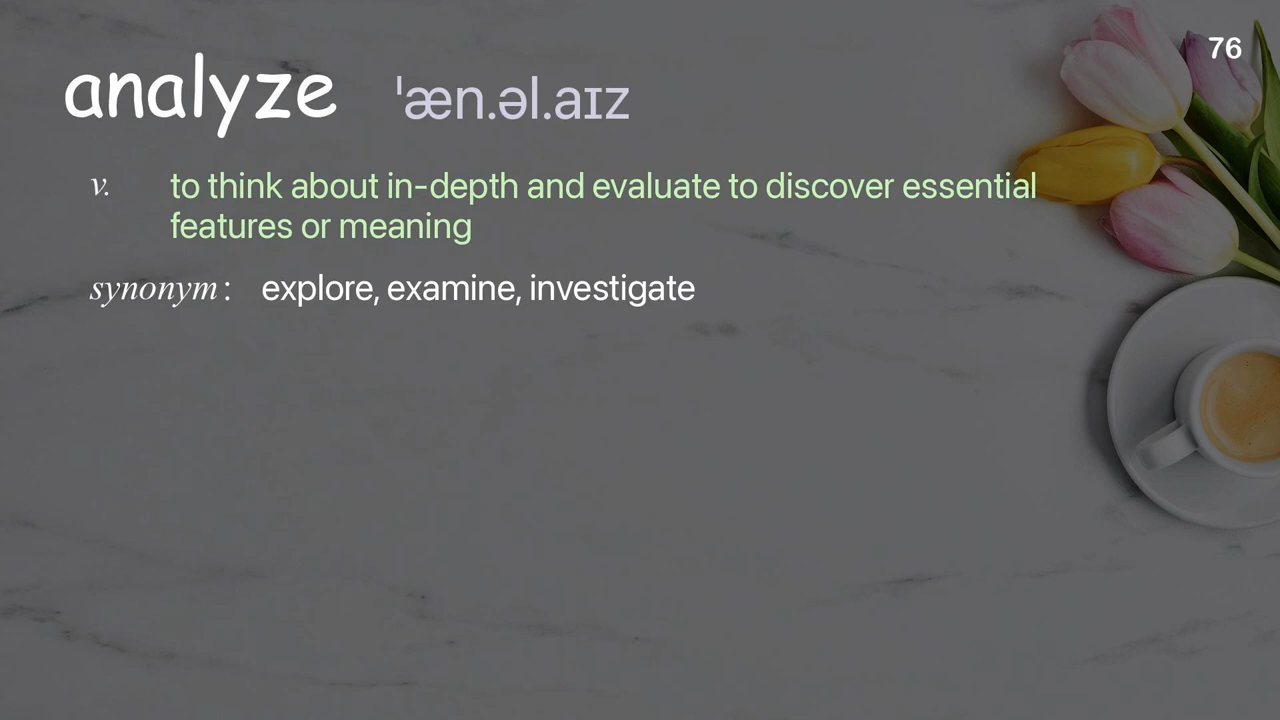 76
analyze ˈæn.əl.aɪz
v. to think about in-depth and evaluate to discover essential
features or meaning
synonym : explore, examine, investigate